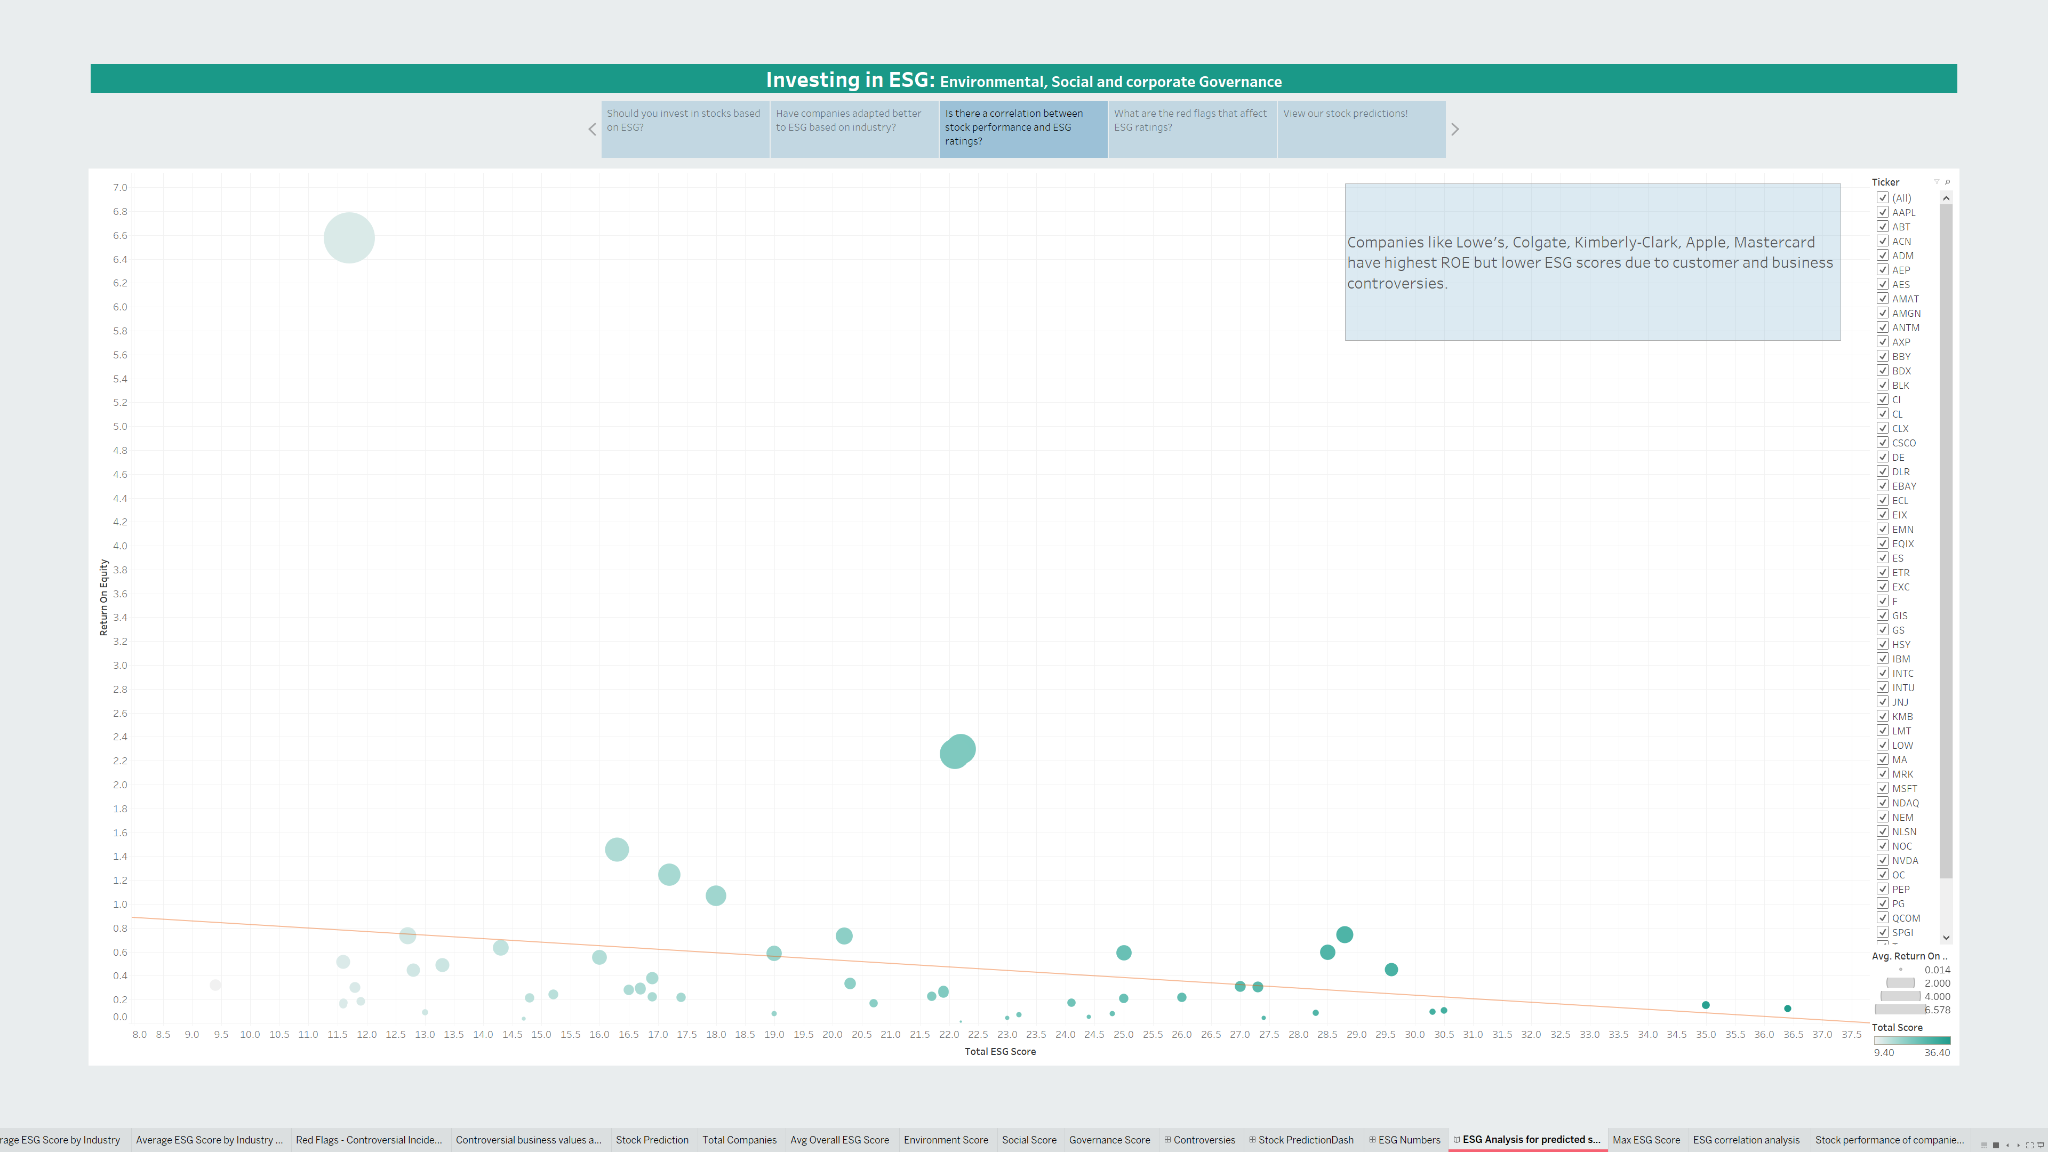 Investing in ESG: Environmental, Social and corporate Governance
Should you invest in stocks based
on ESG?
Have companies adapted better
to ESG based on industry?
Is there a correlation between
stock performance and ESG
ratings?
What are the red flags that affect
ESG ratings?
View our stock predictions!
Companies like Lowe's, Colgate, Kimberly-Clark, Apple, Mastercard
have highest ROE but lower ESG scores due to customer and business
controversies.
Return On Equity
7.0
6.8
6.6
6.4
6.2
6.0
5.8
5.6
5.4
5.2
5.0
4.8
4.6
4.4
4.2
4.0
3.8
3.6
3.4
3.2
3.0
2.8
2.6
2.4
2.2
2.0
1.8
1.6
1.4
1.2
1.0
0.8
0.6
0.4
0.2
0.0
8.0 8.5 9.0 9.5 10.0 10.5 11.0 11.5 12.0 12.5 13.0 13.5 14.0 14.5 15.0 15.5 16.0 16.5 17.0 17.5 18.0 18.5 19.0 19.5 20.0 20.5 21.0 21.5 22.0 22.5 23.0 23.5 24.0 24.5 25.0 25.5 26.0 26.5 27.0 27.5 28.0 28.5 29.0 29.5 30.0 30.5 31.0 31.5 32.0 32.5 33.0 33.5 34.0 34.5 35.0 35.5 36.0 36.5 37.0 37.5
Total ESG Score
Ticker
(All)
AAPL
ABT
ACN
ADM
AEP
AES
AMAT
AMGN
ANTM
AXP
BBY
BDX
BLK
CI
CL
CLX
CSCO
DE
DLR
EBAY
ECL
EIX
EMN
EQIX
ES
ETR
EXC
F
GIS
GS
HSY
IBM
INTC
INTU
JNJ
KMB
LMT
LOW
MA
MRK
MSFT
NDAQ
NEM
NLSN
NOC
NVDA
OC
PEP
PG
QCOM
SPGI
Avg. Return On ..
0.014
2.000
4.000
6.578
Total Score
9.40 36.40
rage ESG Score by Industry
Average ESG Score by Industry ...
Red Flags - Controversial Incide...
Controversial business values a...
Stock Prediction
Total Companies
Avg Overall ESG Score
Environment Score
Social Score
Governance Score
Controversies
Stock PredictionDash
ESG Numbers
ESG Analysis for predicted s...
Max ESG Score
ESG correlation analysis
Stock performance of companie...